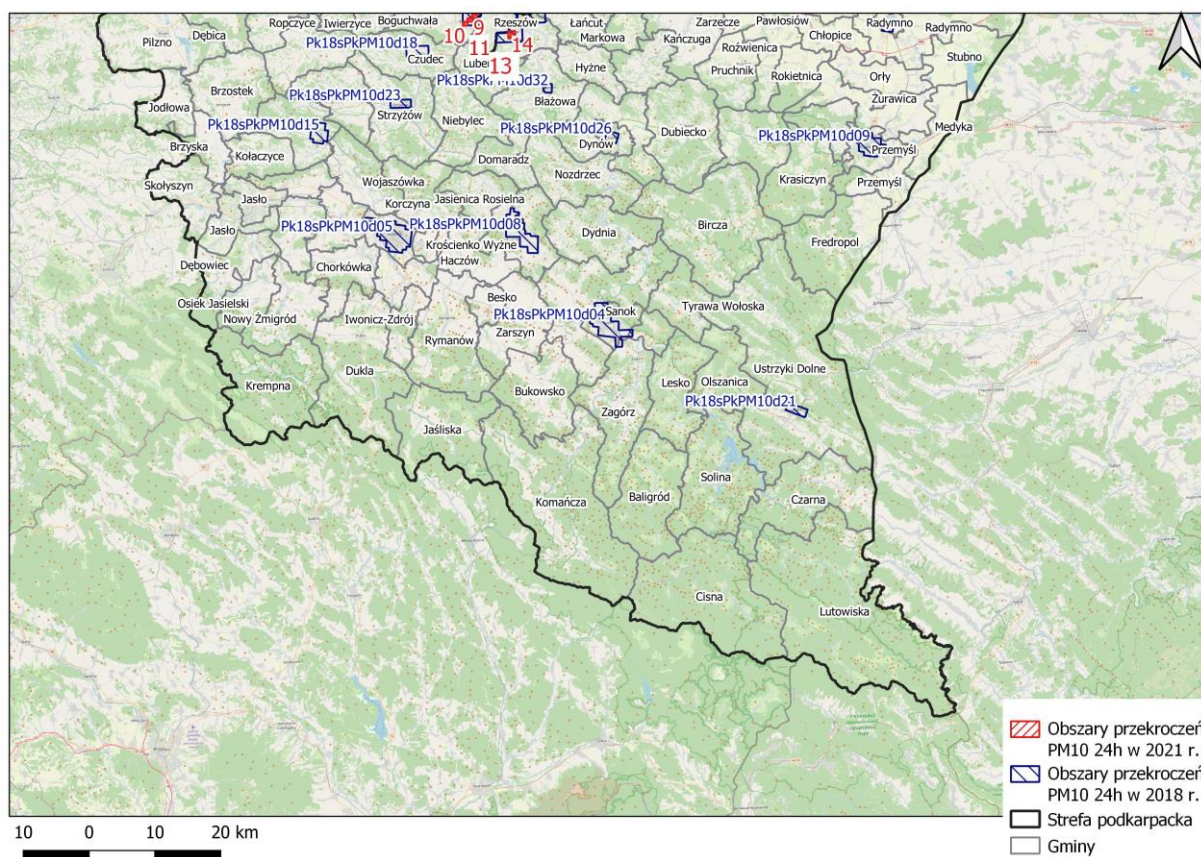 Ropczyce
Iwierzyce
Boguchwała
Rzeszów
Łańcut
Zarzecze
Pawłosiów
Radymno
Pilzno
Dębica
10
9
Markowa
Kańczuga
Chłopice
Radymno
Pk18sPkPM10d18
11
14
Roźwienica
Czudec
Luben
13
Hyżne
Pruchnik
Rokietnica
Orły
Stubno
Pk18sPkPM10d32
Jodłowa
Brzostek
Pk18sPkPM10d23
Błażowa
Żurawica
Strzyżów
Niebylec
Pk18sPkPM10d15
Pk18sPkPM10d26
Dubiecko
Pk18sPkPM10d09
Medyka
Brzyska
Dynów
Przemyśl
Kołaczyce
Domaradz
Nozdrzec
Skołyszyn
Wojaszówka
Krasiczyn
Przemyśl
Jasło
Korczyna
Jasienica Rosielna
Jasło
Pk18sPkPM10d05
Pk18sPkPM10d08
Dydnia
Bircza
Krościenko Wyżne
Fredropol
Dębowiec
Chorkówka
Haczów
Osiek Jasielski
Besko
Tyrawa Wołoska
Nowy Żmigród
Iwonicz-Zdrój
Pk18sPkPM10d04
Sanok
Rymanów
Zarszyn
Krempna
Dukla
Bukowsko
Lesko
Olszanica
Ustrzyki Dolne
Pk18sPkPM10d21
Jaśliska
Zagórz
Komańcza
Baligród
Solina
Czarna
Cisna
Lutowiska
Obszary przekroczeń
PM10 24h w 2021 r.
Obszary przekroczeń
PM10 24h w 2018 r.
Strefa podkarpacka
Gminy
10 0 10 20 km